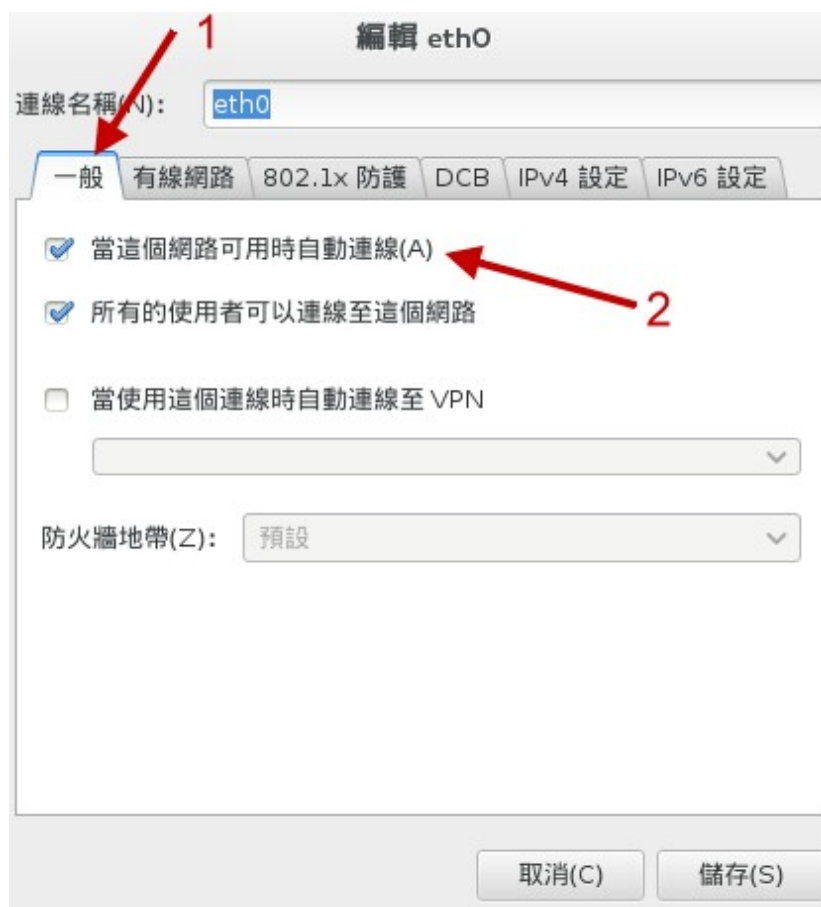 1
編輯 eth0
連線名稱(N): eth0
一般 有線網路 802.1x 防護 DCB IPv4 設定 IPv6 設定
當這個網路可用時自動連線(A)
2
所有的使用者可以連線至這個網路
當使用這個連線時自動連線至 VPN
防火牆地帶(Z): 預設
取消(C) 儲存(S)